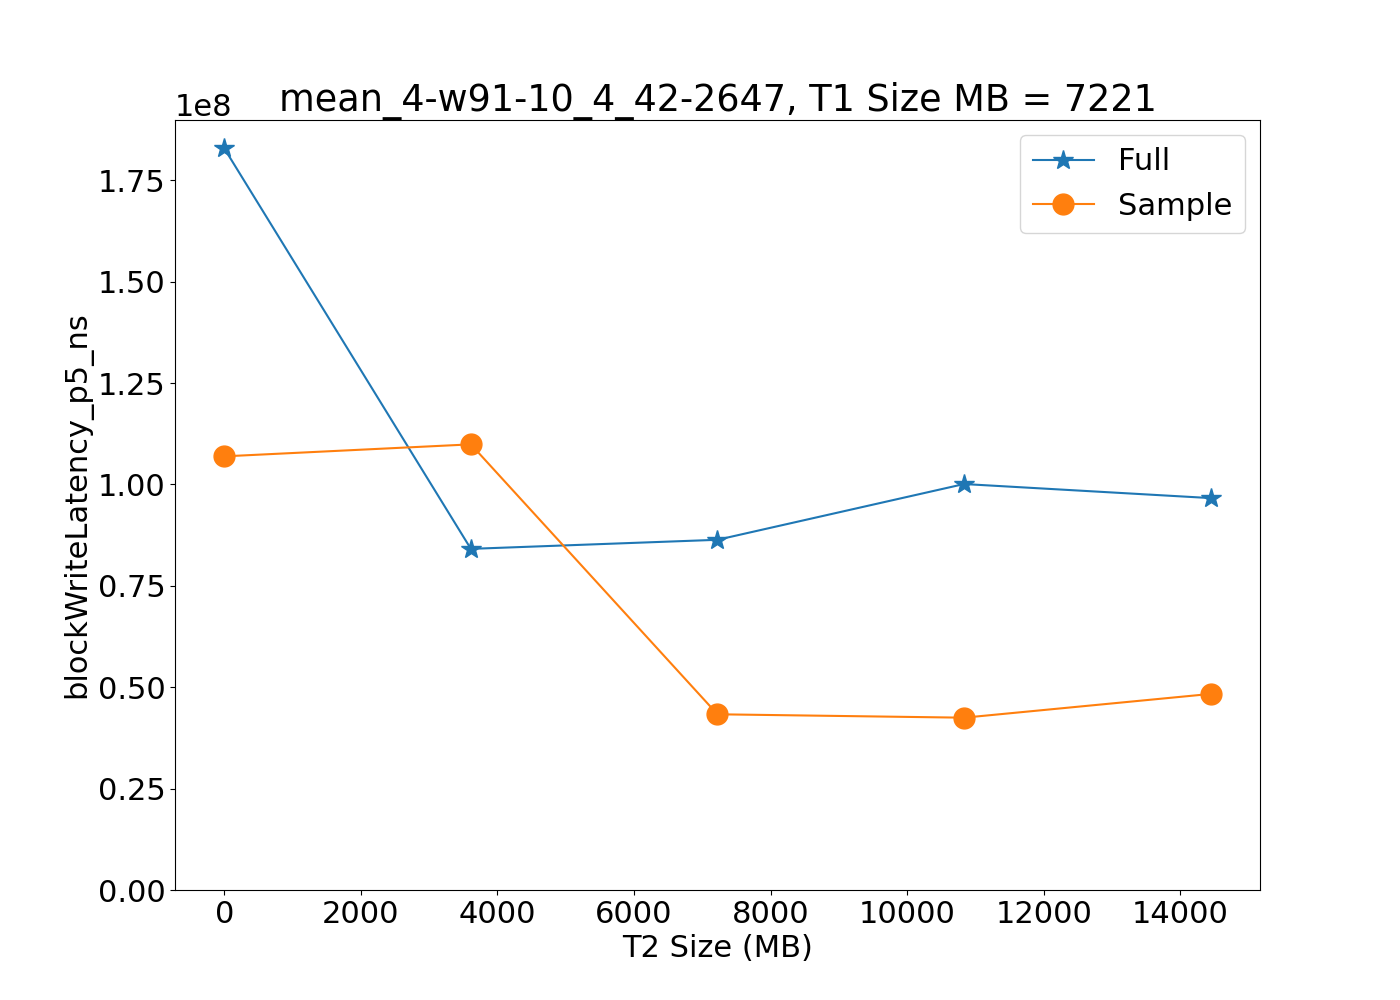 1e8
mean_4-w91-10_4_42-2647, T1 Size MB = 7221
Full
Sample
1.75
1.50
1.25
1.00
0.75
0.50
0.25
0.00
blockWriteLatency_p5_ns
0 2000 4000 6000 8000 10000 12000 14000
T2 Size (MB)